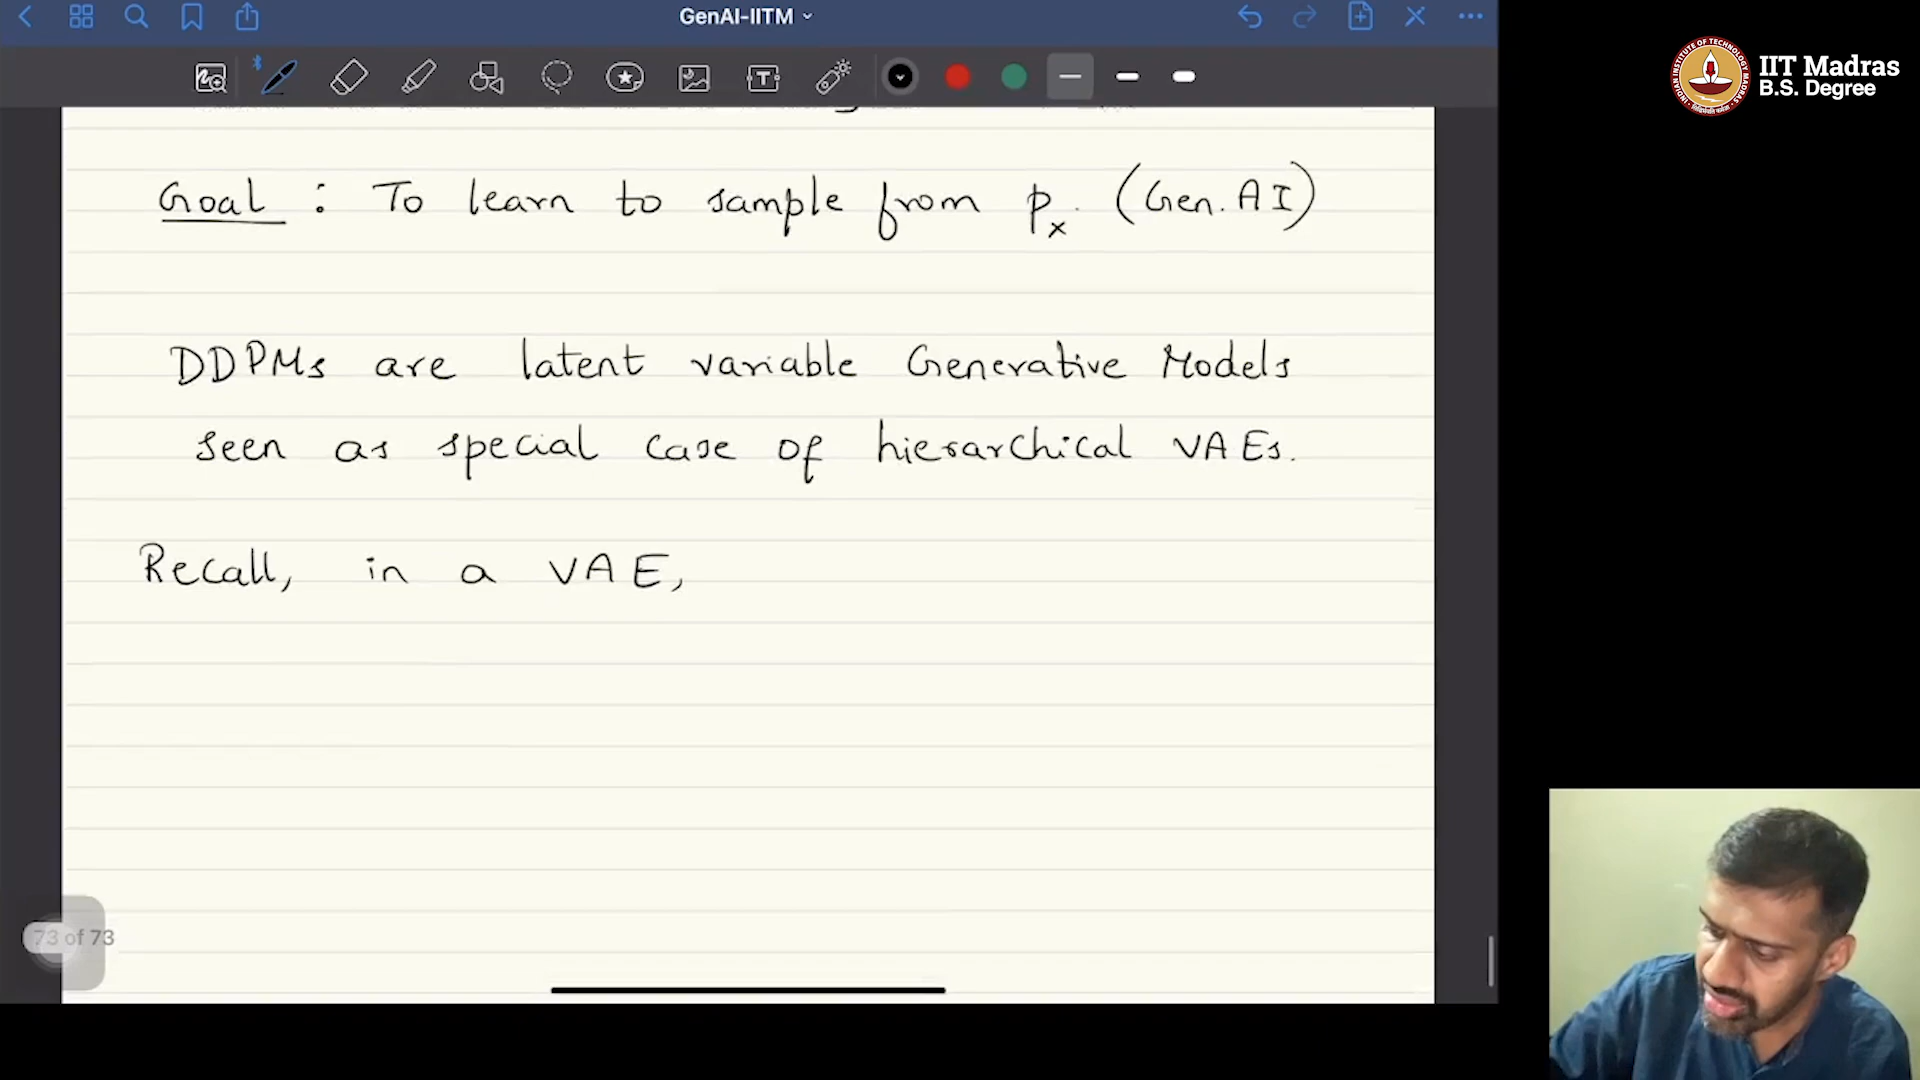 GenAI-IITM
IIT Madras
B.S. Degree
Goal : To learn to sample from px. (Gen. AI)
DDPMs are latent variable Generative Models
seen as special case of hierarchical VAEs.
Recall, in a VAE,
73 of 73